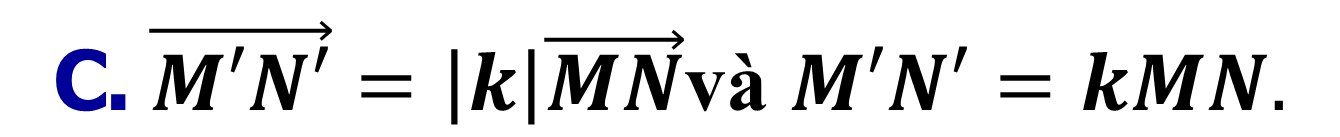 C. $\overrightarrow{M'N'} = |k|\overrightarrow{MN}$và $M'N' = kMN$.